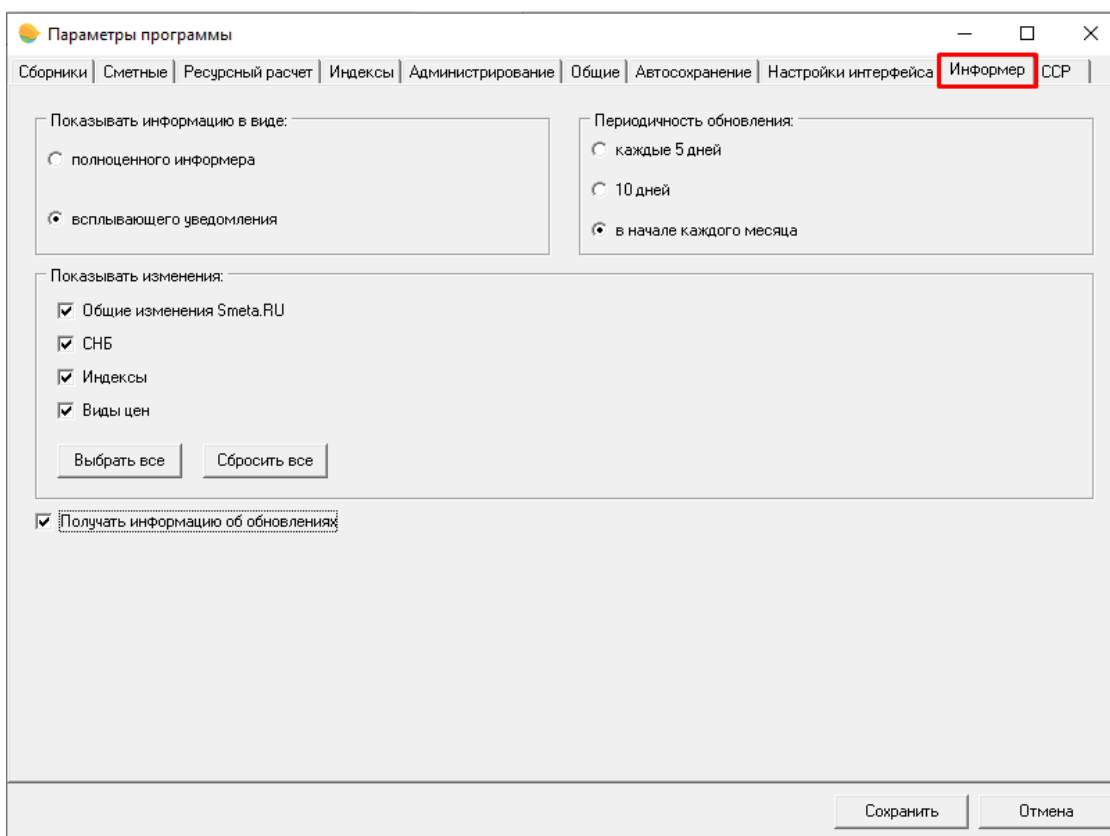 Параметры программы
Сборники Сметные Ресурсный расчет Индексы Администрирование Общие Автосохранение Настройки интерфейса Информер ССР
Показывать информацию в виде:
полноценного информера
всплывающего уведомления
Периодичность обновления:
каждые 5 дней
10 дней
в начале каждого месяца
Показывать изменения:
Общие изменения Smeta.RU
СНБ
Индексы
Виды цен
Выбрать все Сбросить все
Получать информацию об обновлениях
Сохранить Отмена